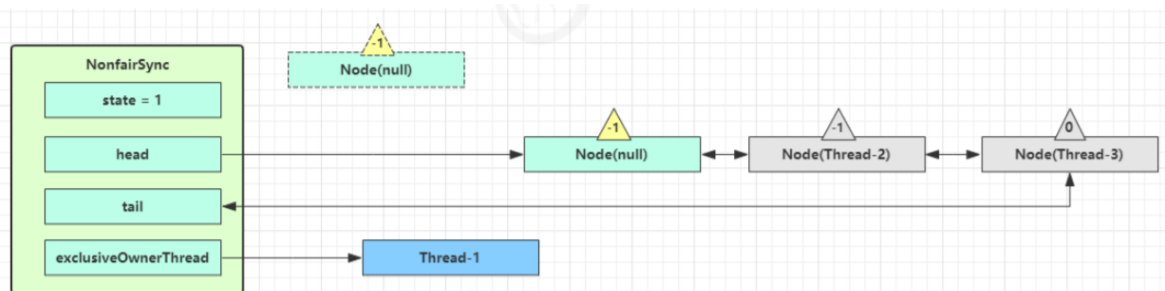 -1
Node(null)
NonfairSync
state = 1
head
-1
Node(null)
-1
Node(Thread-2)
0
Node(Thread-3)
tail
exclusiveOwnerThread
Thread-1